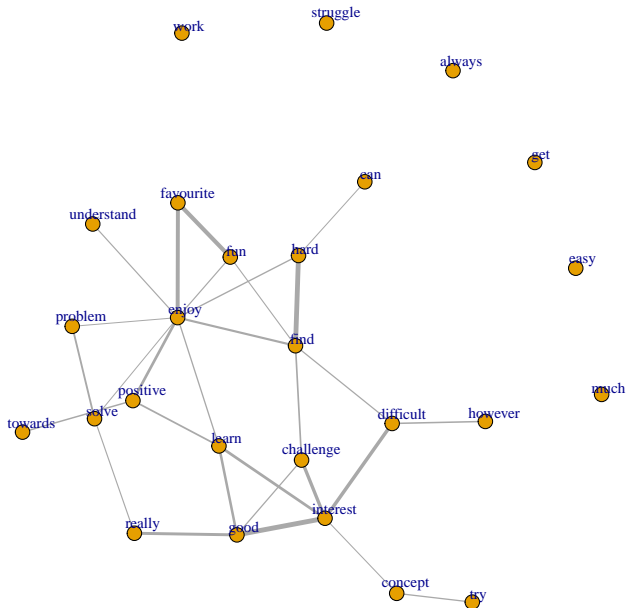 struggle
work
always
get
can
favourite
understand
fun
hard
easy
enjoy
problem
find
much
positive
solve
difficult
however
towards
learn
challenge
interest
really
good
concept
try